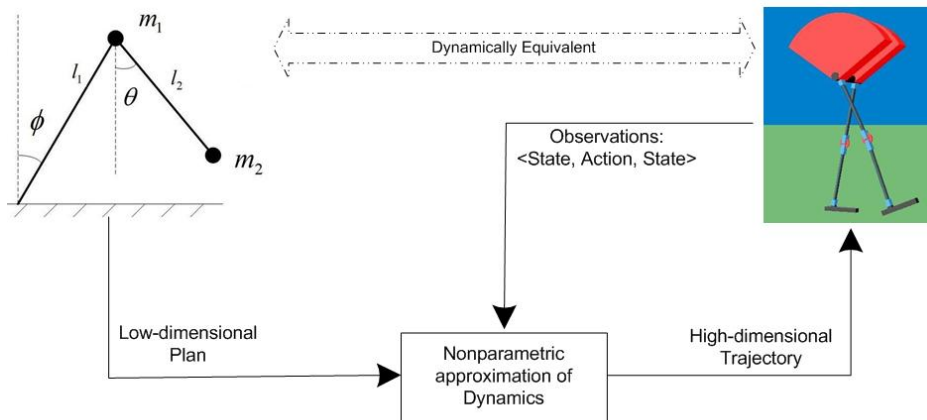 m₁
l₁
l₂
ϕ
θ
m₂
Dynamically Equivalent
Observations:
<State, Action, State>
Low-dimensional
Plan
Nonparametric
approximation of
Dynamics
High-dimensional
Trajectory